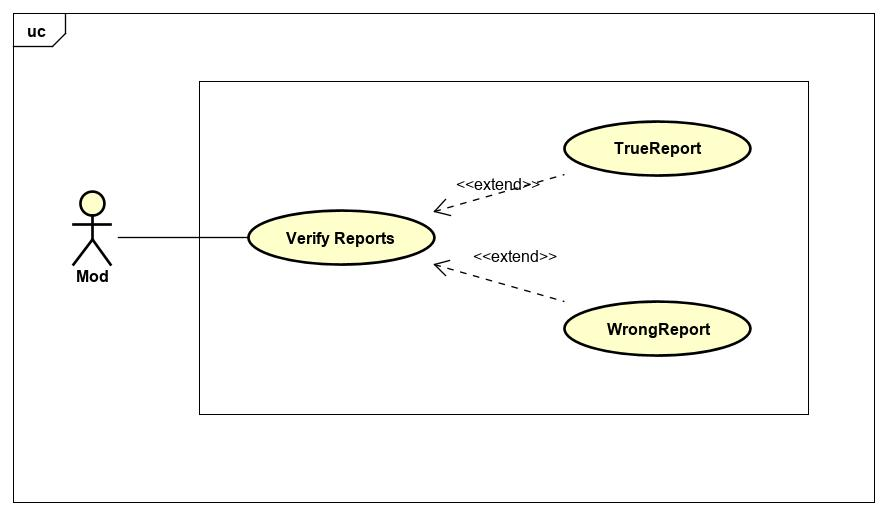 uc
TrueReport
<<extend>>
Verify Reports
<<extend>>
Mod
WrongReport